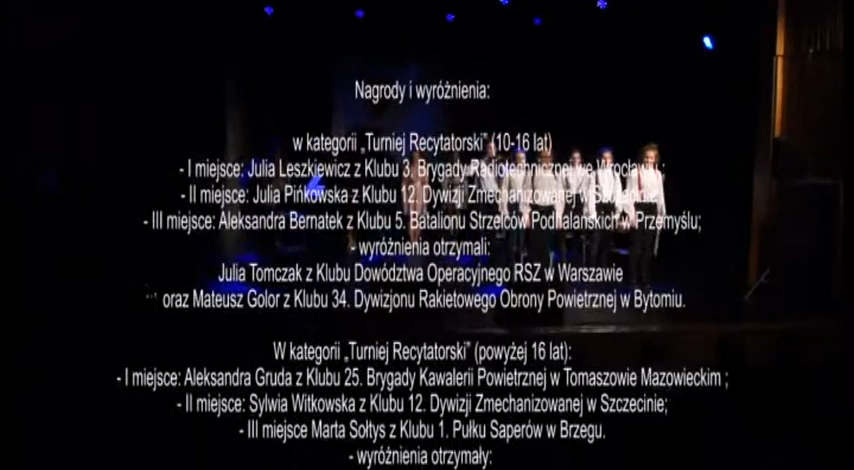 Nagrody i wyróżnienia:
w kategorii „Turniej Recytatorski” (10-16 lat)
- I miejsce: Julia Leszkiewicz z Klubu 3. Brygady Radiotechnicznej we Wrocławiu ;
- II miejsce: Julia Pińkowska z Klubu 12. Dywizji Zmechanizowanej w Szczecinie;
- III miejsce: Aleksandra Bernatek z Klubu 5. Batalionu Strzelców Podhalańskich w Przemyślu;
- wyróżnienia otrzymali:
Julia Tomczak z Klubu Dowództwa Operacyjnego RSZ w Warszawie
oraz Mateusz Golor z Klubu 34. Dywizjonu Rakietowego Obrony Powietrznej w Bytomiu.
W kategorii „Turniej Recytatorski” (powyżej 16 lat):
- I miejsce: Aleksandra Gruda z Klubu 25. Brygady Kawalerii Powietrznej w Tomaszowie Mazowieckim ;
- II miejsce: Sylwia Witkowska z Klubu 12. Dywizji Zmechanizowanej w Szczecinie;
- III miejsce Marta Sołtys z Klubu 1. Pułku Saperów w Brzegu.
- wyróżnienia otrzymały: